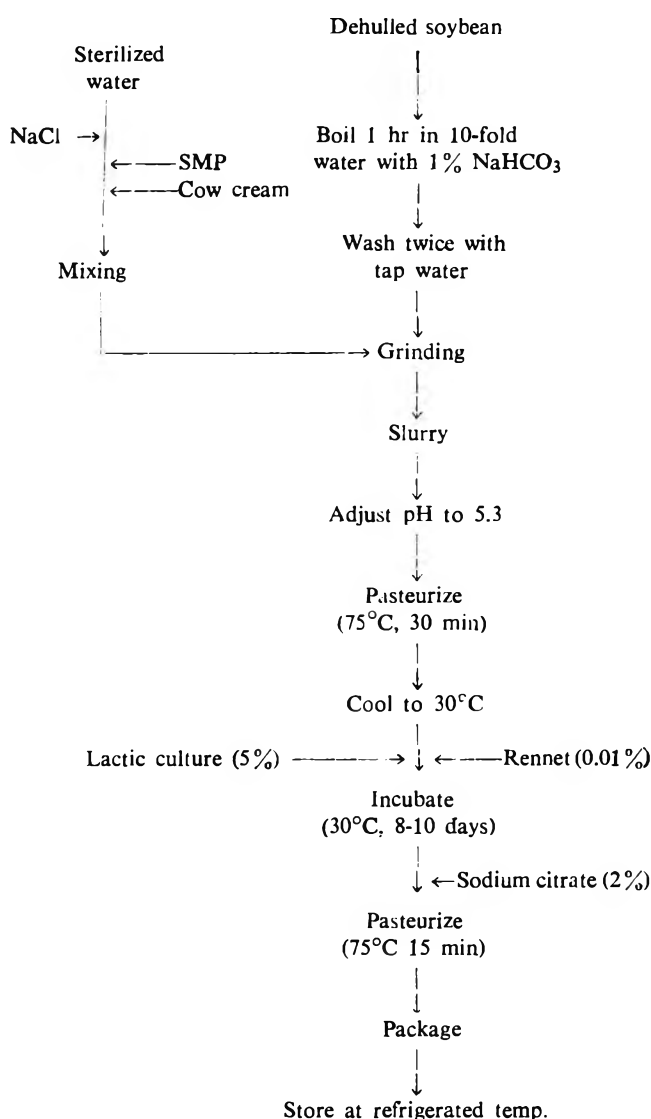 Dehulled soybean
Sterilized
water
NaCl →
Boil 1 hr in 10-fold
water with 1% NaHCO₃
←----SMP
←----Cow cream
Wash twice with
tap water
Mixing
Grinding
Slurry
Adjust pH to 5.3
Pasteurize
(75°C, 30 min)
Cool to 30°C
Lactic culture (5%) ------→ ↓ ←----Rennet (0.01%)
Incubate
(30°C, 8-10 days)
←Sodium citrate (2%)
Pasteurize
(75°C 15 min)
Package
Store at refrigerated temp.